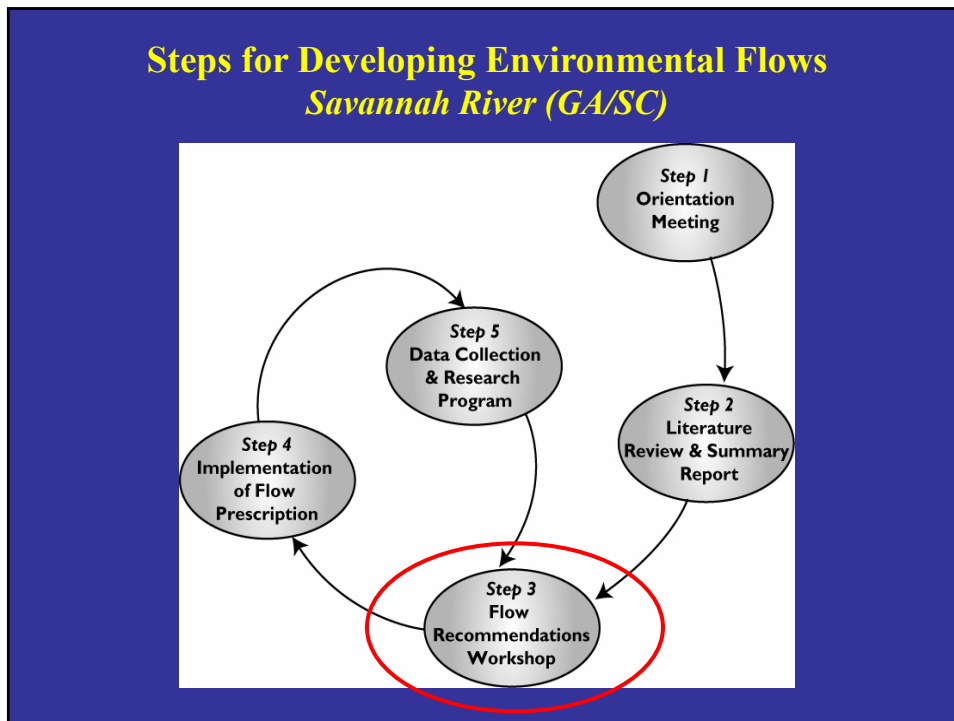 Steps for Developing Environmental Flows
Savannah River (GA/SC)
Step 1
Orientation
Meeting
Step 2
Literature
Review & Summary
Report
Step 3
Flow
Recommendations
Workshop
Step 4
Implementation
of Flow
Prescription
Step 5
Data Collection
& Research
Program